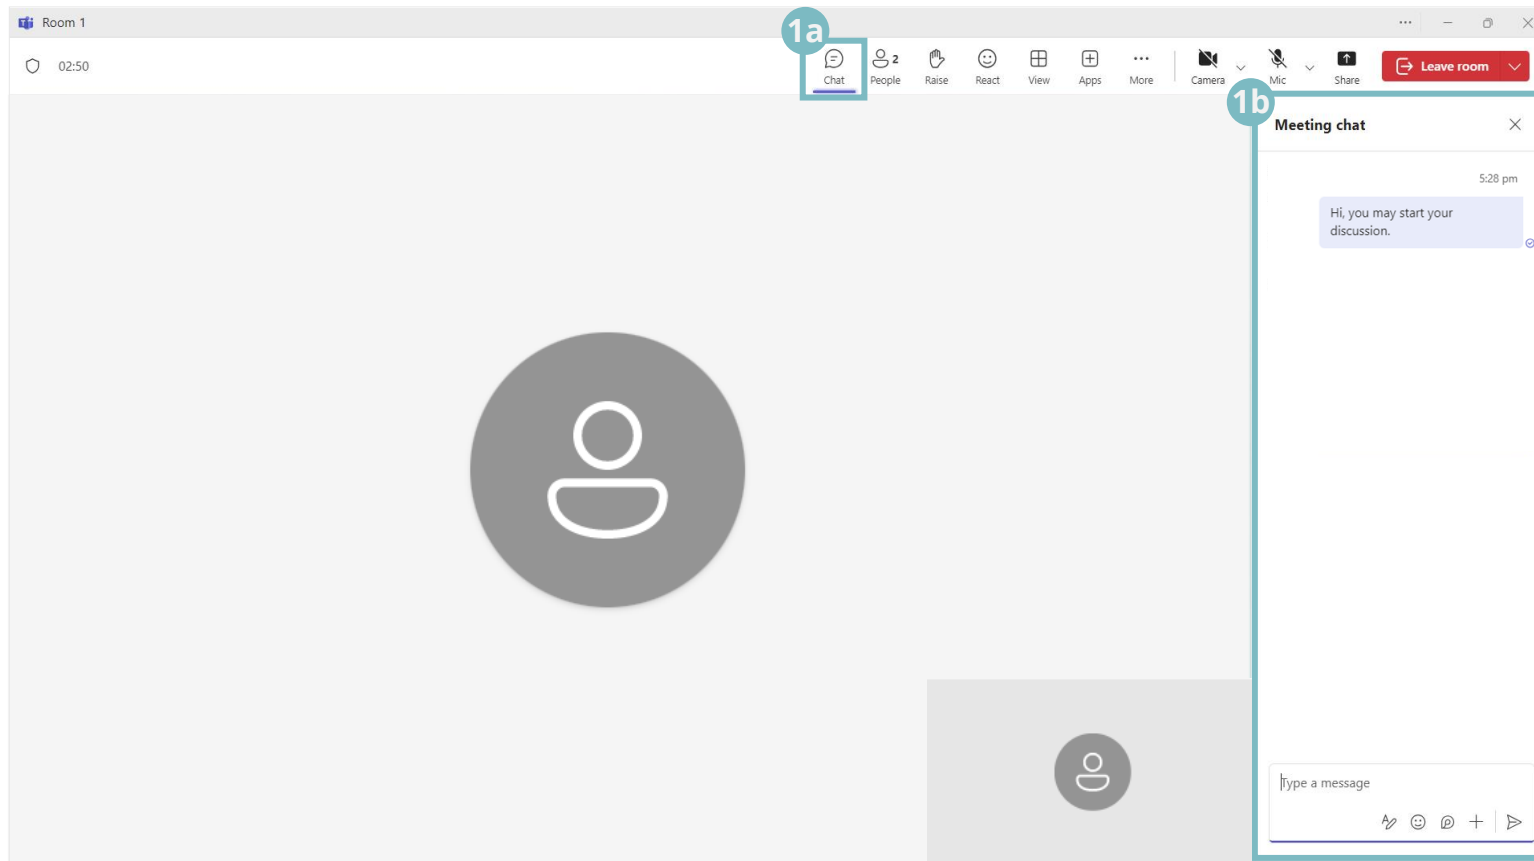 Room 1
1a
02:50
Chat
2
People
Raise
React
View
Apps
More
Camera
Mic
Share
Leave room
1b
Meeting chat
5:28 pm
Hi, you may start your
discussion.
Type a message